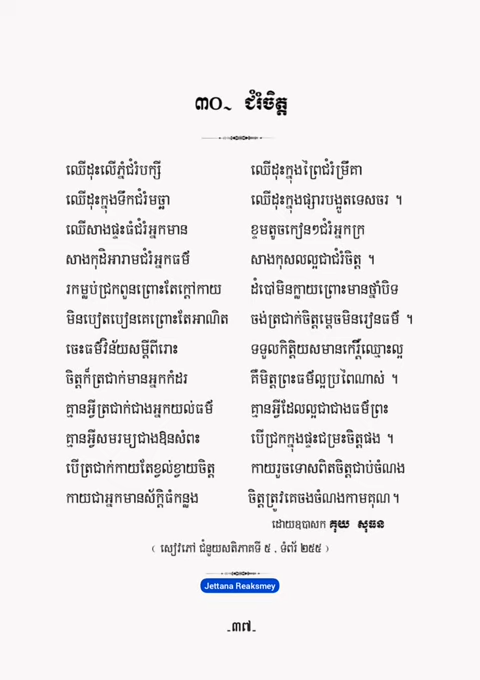 ៣០~ ជំរំចិត្ត
ឈើដុះលើភ្នំជំរំបក្សី ឈើដុះក្នុងព្រៃជំរំម្រឹគា
ឈើដុះក្នុងទឹកជំរំមច្ឆា ឈើដុះក្នុងផ្សារបង្អួតទេសចរ ។
ឈើសាងផ្ទះធំជំរំអ្នកមាន ខ្ទមតូចកៀនៗជំរំអ្នកក្រ
សាងកុដិអារាមជំរំអ្នកធម៌ សាងកុសលល្អជាជំរំចិត្ត ។
រកម្លប់ជ្រកពួនព្រោះតែក្តៅកាយ ដំបៅមិនក្លាយព្រោះមានថ្នាំបិទ
មិនបៀតបៀនគេព្រោះតែអាណិត ចង់ត្រជាក់ចិត្តម្តេចមិនរៀនធម៌ ។
ចេះធម៌វិន័យសម្តីពីរោះ ទទួលកិត្តិយសមានកេរ្តិ៍ឈ្មោះល្អ
ចិត្តក៏ត្រជាក់មានអ្នកកំដរ គឺមិត្តព្រះធម៌ល្អប្រពៃណាស់ ។
គ្មានអ្វីត្រជាក់ជាងអ្នកយល់ធម៌ គ្មានអ្វីដែលល្អជាជាងធម៌ព្រះ
គ្មានអ្វីសមរម្យជាងឱនសំពះ បើជ្រកក្នុងផ្ទះជម្រះចិត្តផង ។
បើត្រជាក់កាយតែខ្វល់ខ្វាយចិត្ត កាយរួចទោសពិតចិត្តជាប់ចំណង
កាយជាអ្នកមានស័ក្តិធំកន្លង ចិត្តត្រូវគេចងចំណងកាមគុណ។
ដោយឧបាសក គុយ សុធន
( សៀវភៅ ជំនួយសតិភាគទី ៥ , ទំព័រ ២៥៥ )
Jettana Reaksmey
-៣៧-